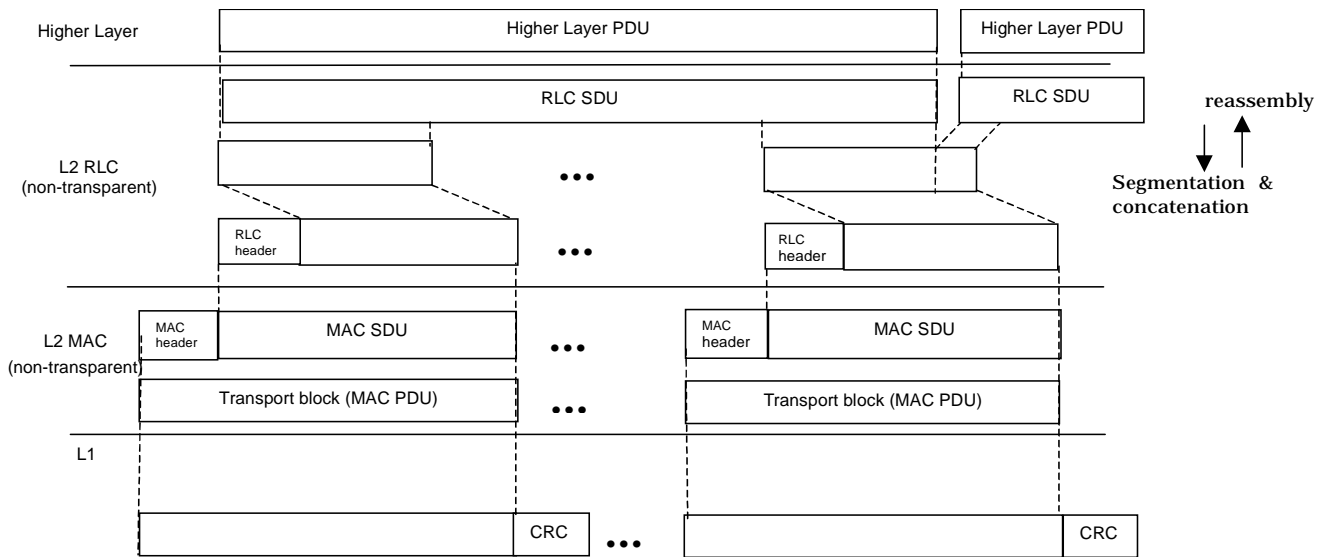 Higher Layer
Higher Layer PDU
Higher Layer PDU
RLC SDU
RLC SDU
reassembly
L2 RLC
(non-transparent)
•••
Segmentation &
concatenation
RLC
header
•••
RLC
header
L2 MAC
(non-transparent)
MAC
header
MAC SDU
•••
MAC
header
MAC SDU
Transport block (MAC PDU)
•••
Transport block (MAC PDU)
L1
CRC
•••
CRC